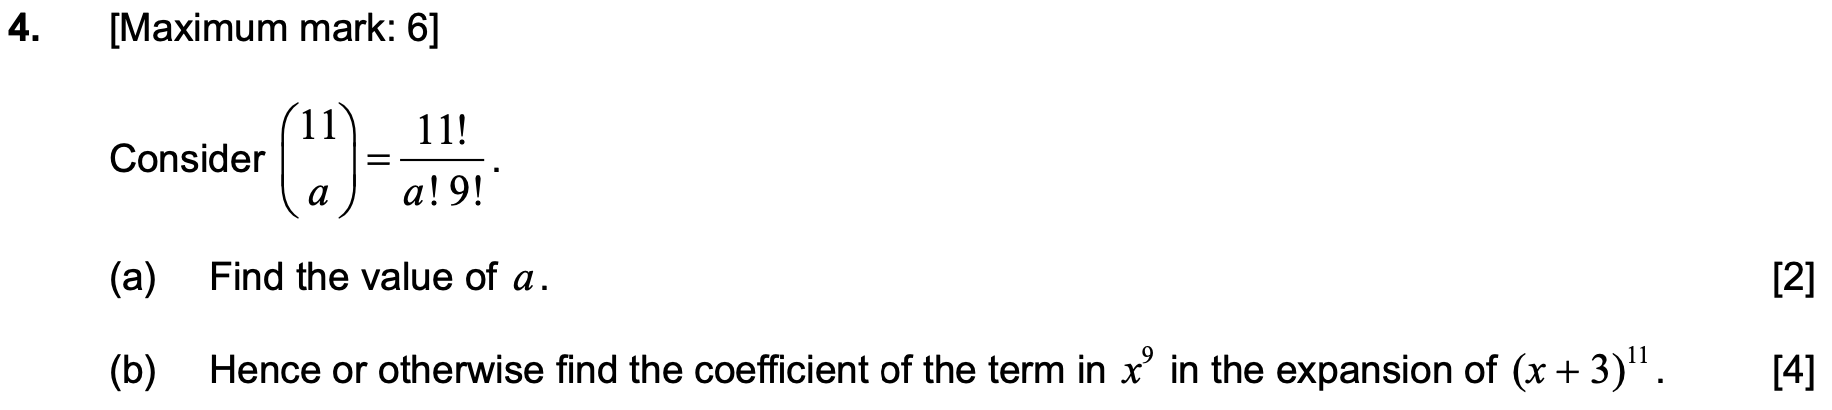 4. [Maximum mark: 6]
Consider $\binom{11}{a} = \frac{11!}{a!\,9!}$.
(a) Find the value of a. [2]
(b) Hence or otherwise find the coefficient of the term in $x^9$ in the expansion of $(x + 3)^{11}$. [4]